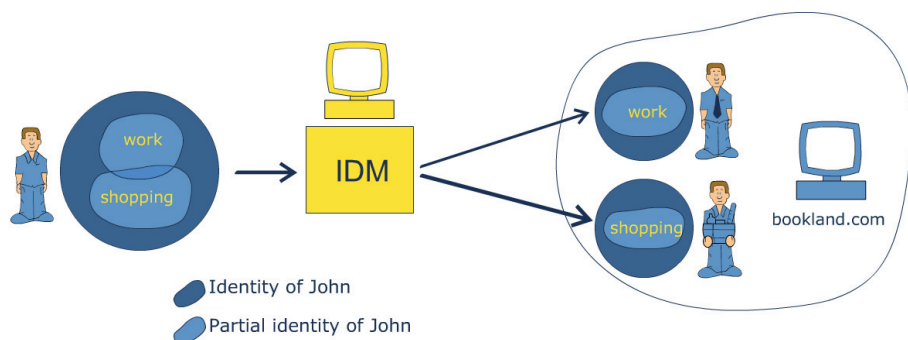 work
shopping
IDM
work
shopping
bookland.com
Identity of John
Partial identity of John